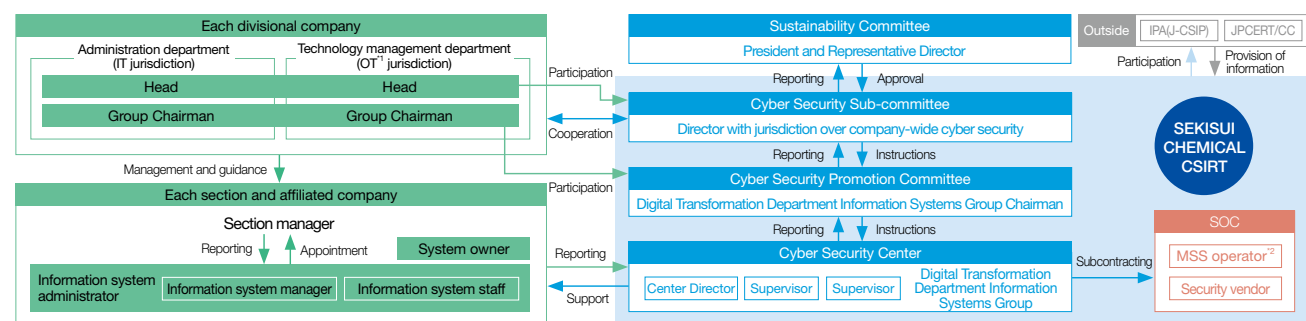 Each divisional company
Administration department
(IT jurisdiction)
Technology management department
(OT*1 jurisdiction)
Head
Head
Group Chairman
Group Chairman
Management and guidance
Each section and affiliated company
Section manager
Reporting
Appointment
System owner
Information system
administrator
Information system manager
Information system staff
Participation
Cooperation
Participation
Reporting
Support
Sustainability Committee
President and Representative Director
Reporting
Approval
Cyber Security Sub-committee
Director with jurisdiction over company-wide cyber security
Reporting
Instructions
Cyber Security Promotion Committee
Digital Transformation Department Information Systems Group Chairman
Reporting
Instructions
Cyber Security Center
Center Director
Supervisor
Supervisor
Digital Transformation
Department Information
Systems Group
Subcontracting
Outside
IPA(J-CSIP)
JPCERT/CC
Participation
Provision of
information
SEKISUI
CHEMICAL
CSIRT
SOC
MSS operator*2
Security vendor